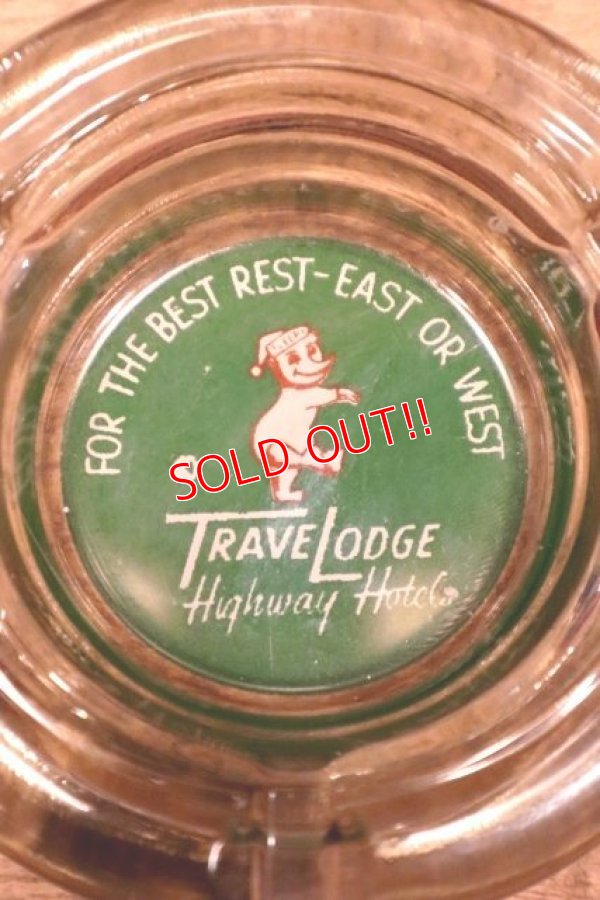 FOR THE BEST REST-EAST OR WEST
SOLD OUT!!
TRAVELODGE
Highway Hotels